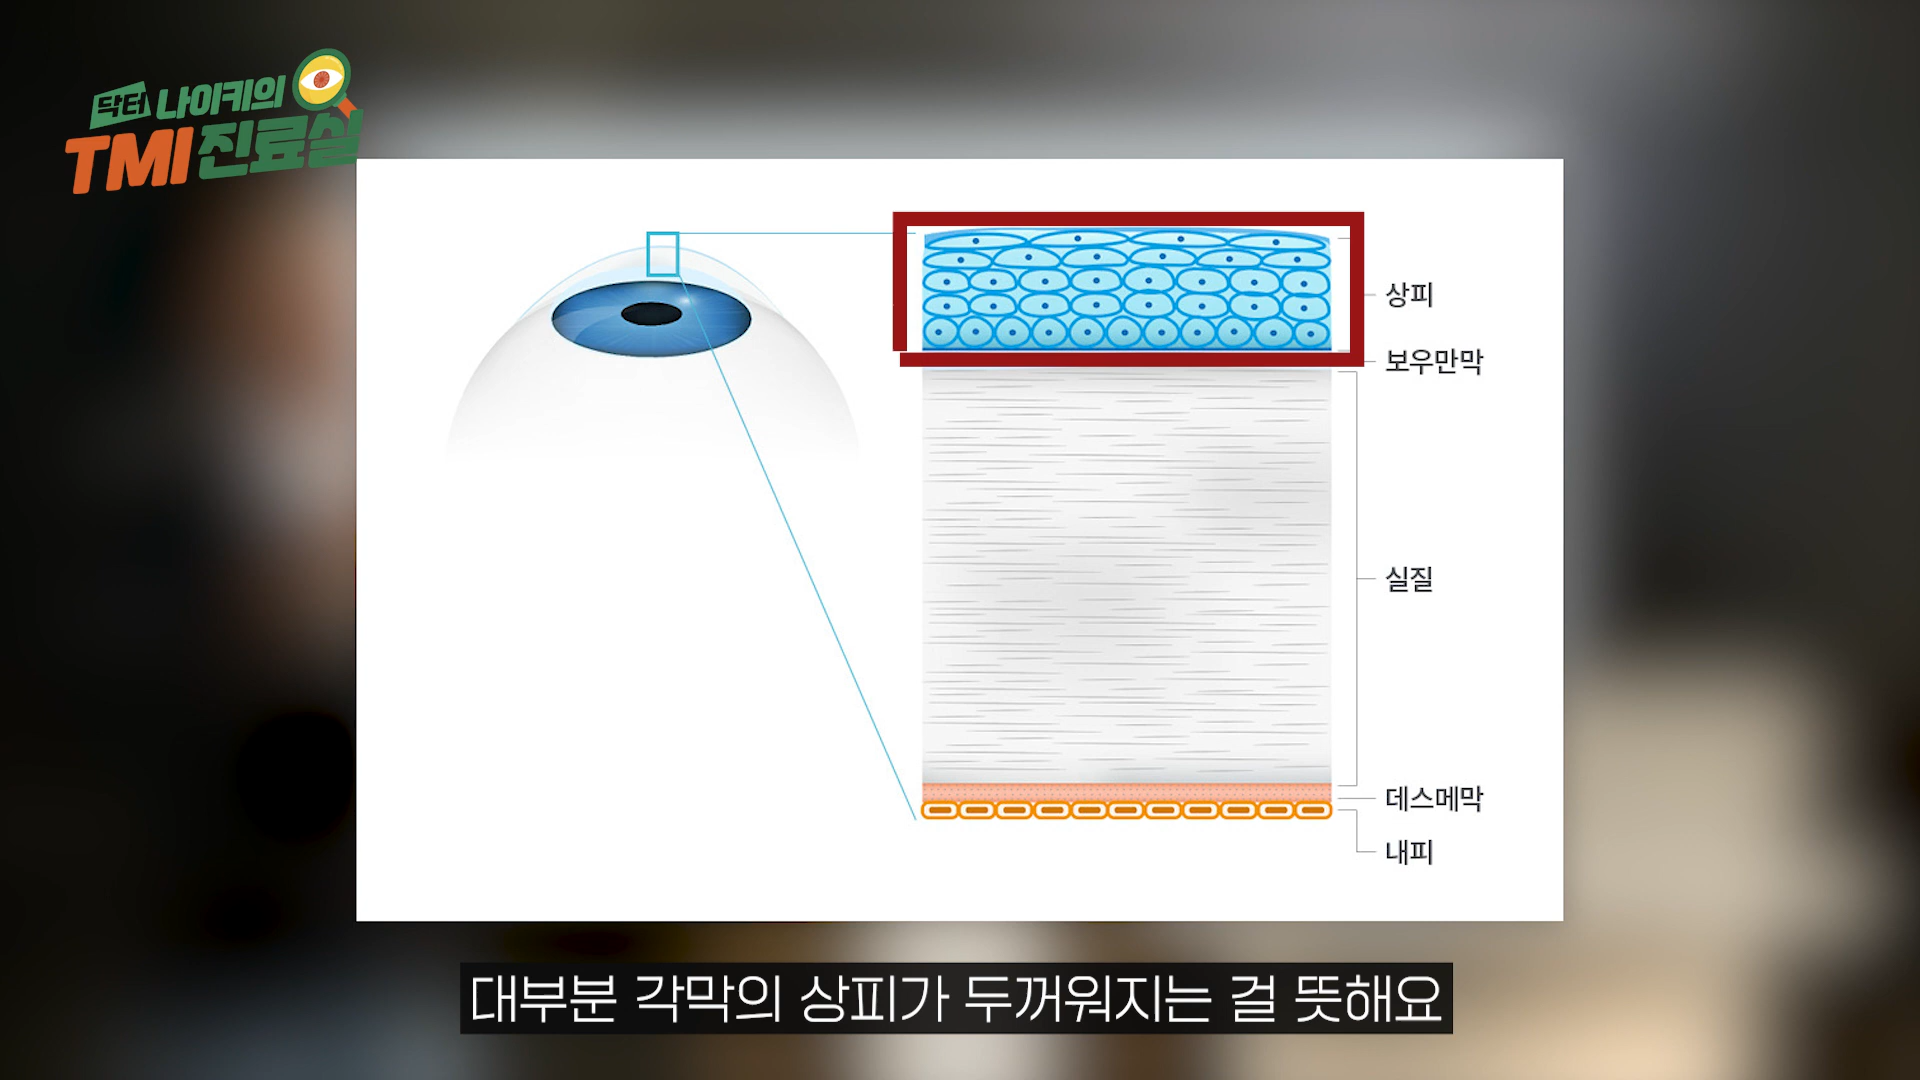 닥터 나이키의
TMI 진료실
상피
보우만막
실질
데스메막
내피
대부분 각막의 상피가 두꺼워지는 걸 뜻해요